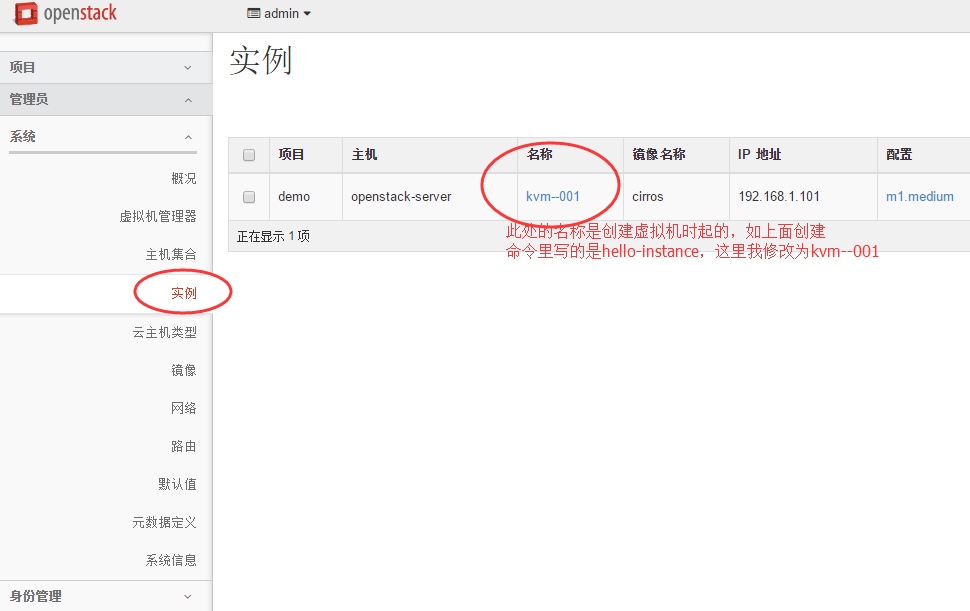 openstack
admin
项目
管理员
系统
概况
虚拟机管理器
主机集合
实例
云主机类型
镜像
网络
路由
默认值
元数据定义
系统信息
身份管理
实例
项目 主机 名称 镜像名称 IP 地址 配置
demo openstack-server kvm--001 cirros 192.168.1.101 m1.medium
正在显示 1 项
此处的名称是创建虚拟机时起的，如上面创建
命令里写的是hello-instance，这里我修改为kvm--001